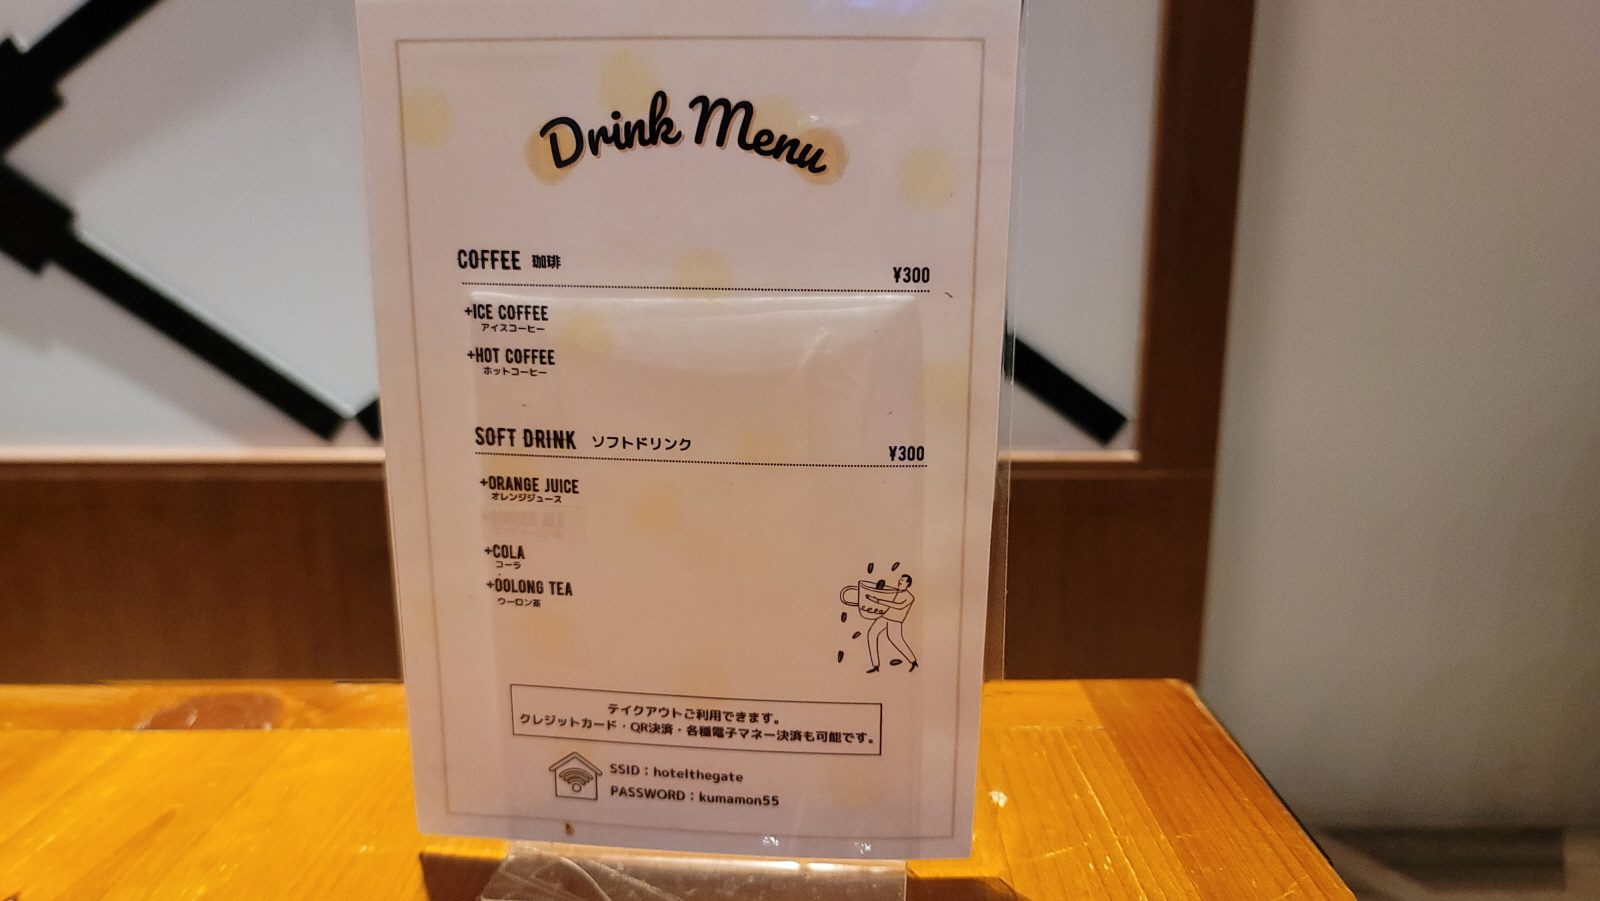 Drink Menu
COFFEE 珈琲 ¥300
+ICE COFFEE
アイスコーヒー
+HOT COFFEE
ホットコーヒー
SOFT DRINK ソフトドリンク ¥300
+ORANGE JUICE
オレンジジュース
+COLA
コーラ
+OOLONG TEA
ウーロン茶
テイクアウトご利用できます。
クレジットカード・QR決済・各種電子マネー決済も可能です。
SSID：hotelthegate
PASSWORD：kumamon55